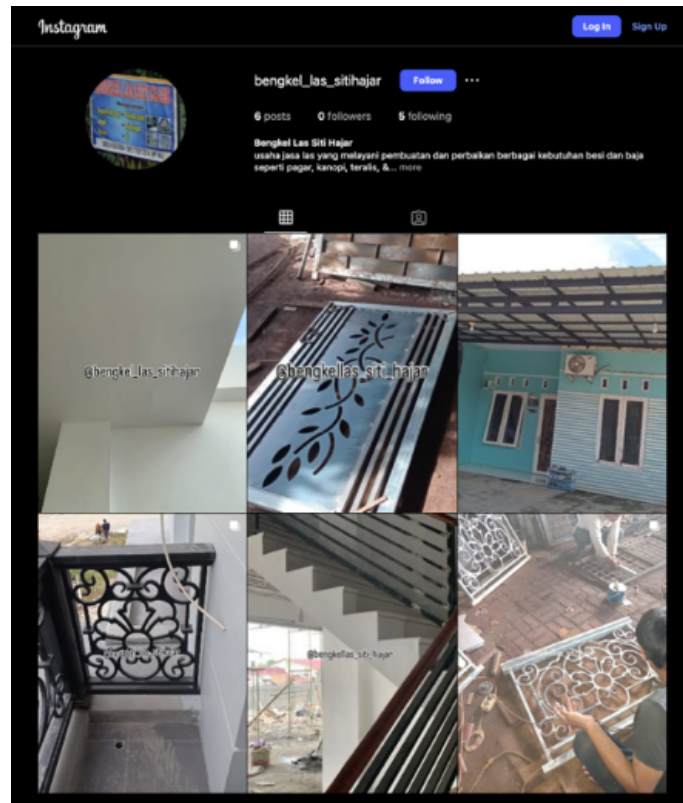 Instagram
Log In
Sign Up
bengkel_las_sitihajar
Follow
6 posts 0 followers 5 following
Bengkel Las Siti Hajar
usaha jasa las yang melayani pembuatan dan perbaikan berbagai kebutuhan besi dan baja
seperti pagar, kanopi, teralis, &... more
@bengkel_las_sitihajar
@bengkellas_siti_hajar
@bengkellas_siti_hajar